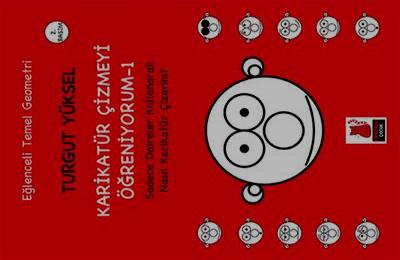 Eğlenceli Temel Geometri
2. BASIM
TURGUT YÜKSEL
KARİKATÜR ÇİZMEYİ
ÖĞRENİYORUM-1
Sadece Daireler Kullanarak
Nasıl Karikatür Çizerim?